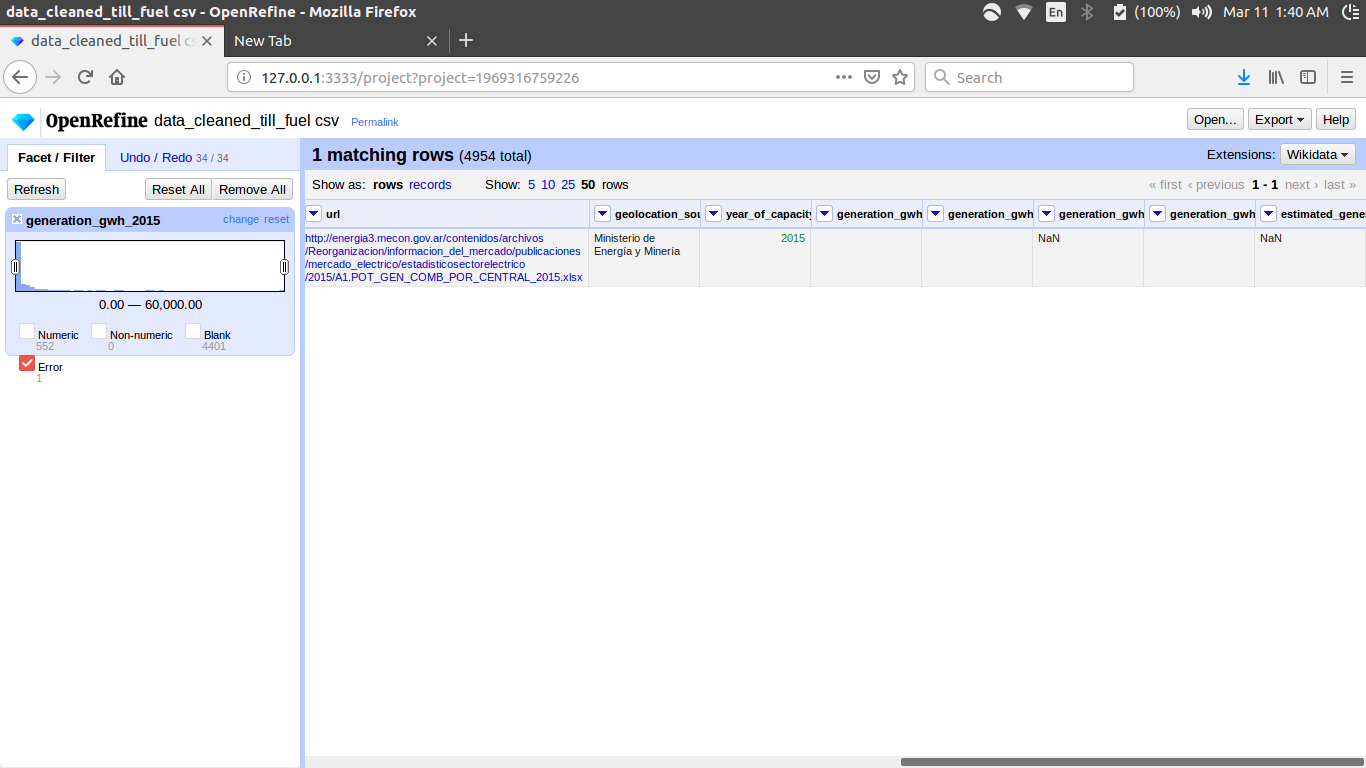 data_cleaned_till_fuel csv - OpenRefine - Mozilla Firefox
En (100%) Mar 11 1:40 AM
data_cleaned_till_fuel cs New Tab
127.0.0.1:3333/project?project=1969316759226 Search
OpenRefine data_cleaned_till_fuel csv Permalink Open... Export Help
Facet / Filter Undo / Redo 34 / 34 1 matching rows (4954 total) Extensions: Wikidata
Refresh Reset All Remove All Show as: rows records Show: 5 10 25 50 rows « first ‹ previous 1 - 1 next › last »
generation_gwh_2015 change reset
url geolocation_sou year_of_capacity generation_gwh generation_gwh generation_gwh generation_gwh estimated_gene
http://energia3.mecon.gov.ar/contenidos/archivos Ministerio de 2015 NaN NaN
/Reorganizacion/informacion_del_mercado/publicaciones Energía y Minería
/mercado_electrico/estadisticosectorelectrico
/2015/A1.POT_GEN_COMB_POR_CENTRAL_2015.xlsx
0.00 — 60,000.00
Numeric Non-numeric Blank
552 0 4401
Error
1